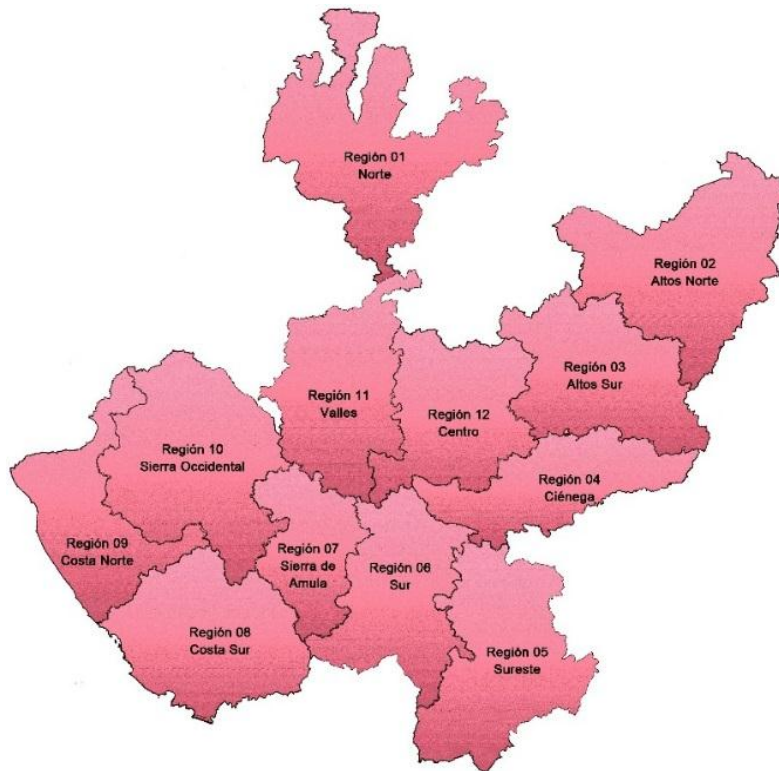 Región 01
Norte
Región 02
Altos Norte
Región 03
Altos Sur
Región 11
Valles
Región 12
Centro
Región 10
Sierra Occidental
Región 04
Ciénega
Región 09
Costa Norte
Región 07
Sierra de
Amula
Región 06
Sur
Región 08
Costa Sur
Región 05
Sureste